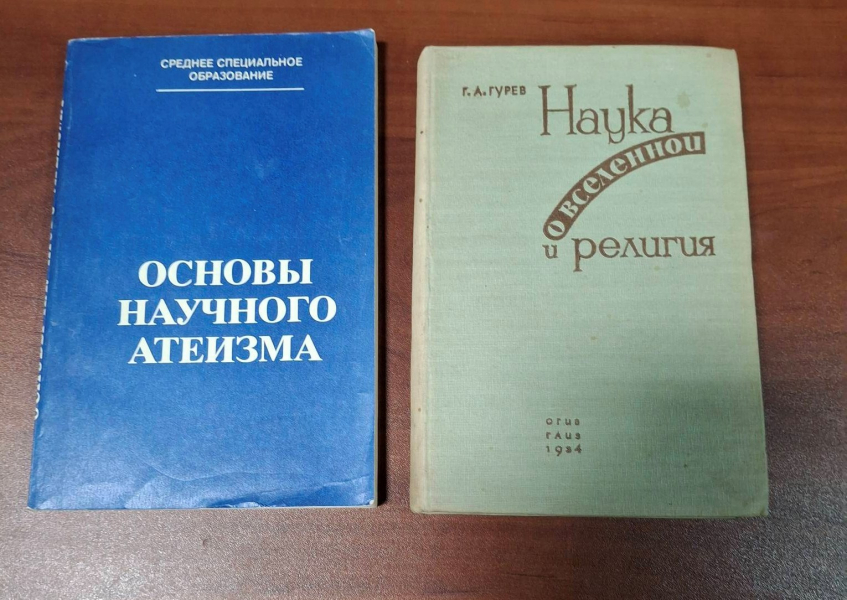 СРЕДНЕЕ СПЕЦИАЛЬНОЕ
ОБРАЗОВАНИЕ
ОСНОВЫ
НАУЧНОГО
АТЕИЗМА
Г. А. ГУРЕВ
Наука
о вселенной
и религия
ОГИЗ
ГАИЗ
1934